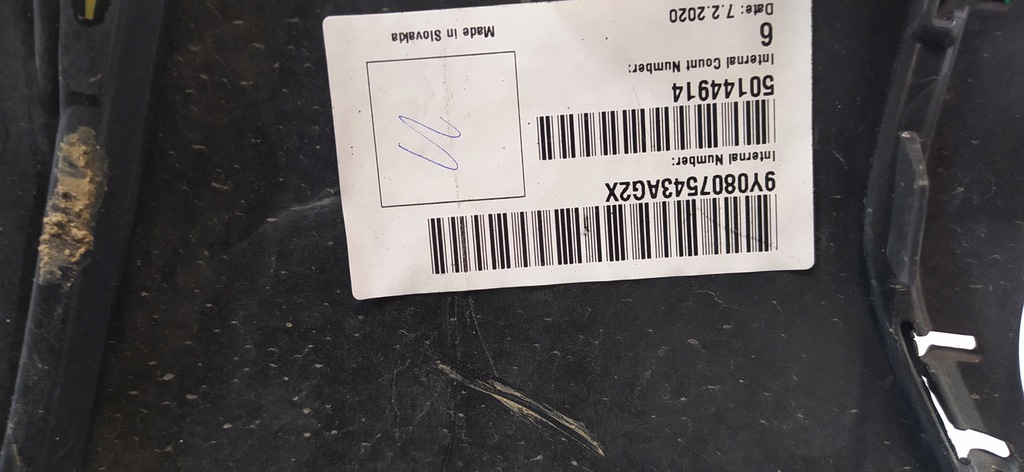 9Y0807543AG2X
Internal Number:
50144914
Internal Count Number:
6
Date: 7.2.2020
Made in Slovakia